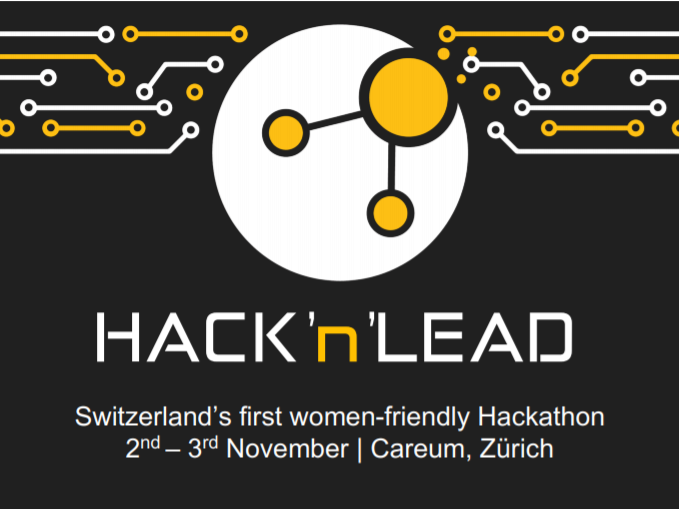 HACK'n'LEAD
Switzerland's first women-friendly Hackathon
2nd – 3rd November | Careum, Zürich